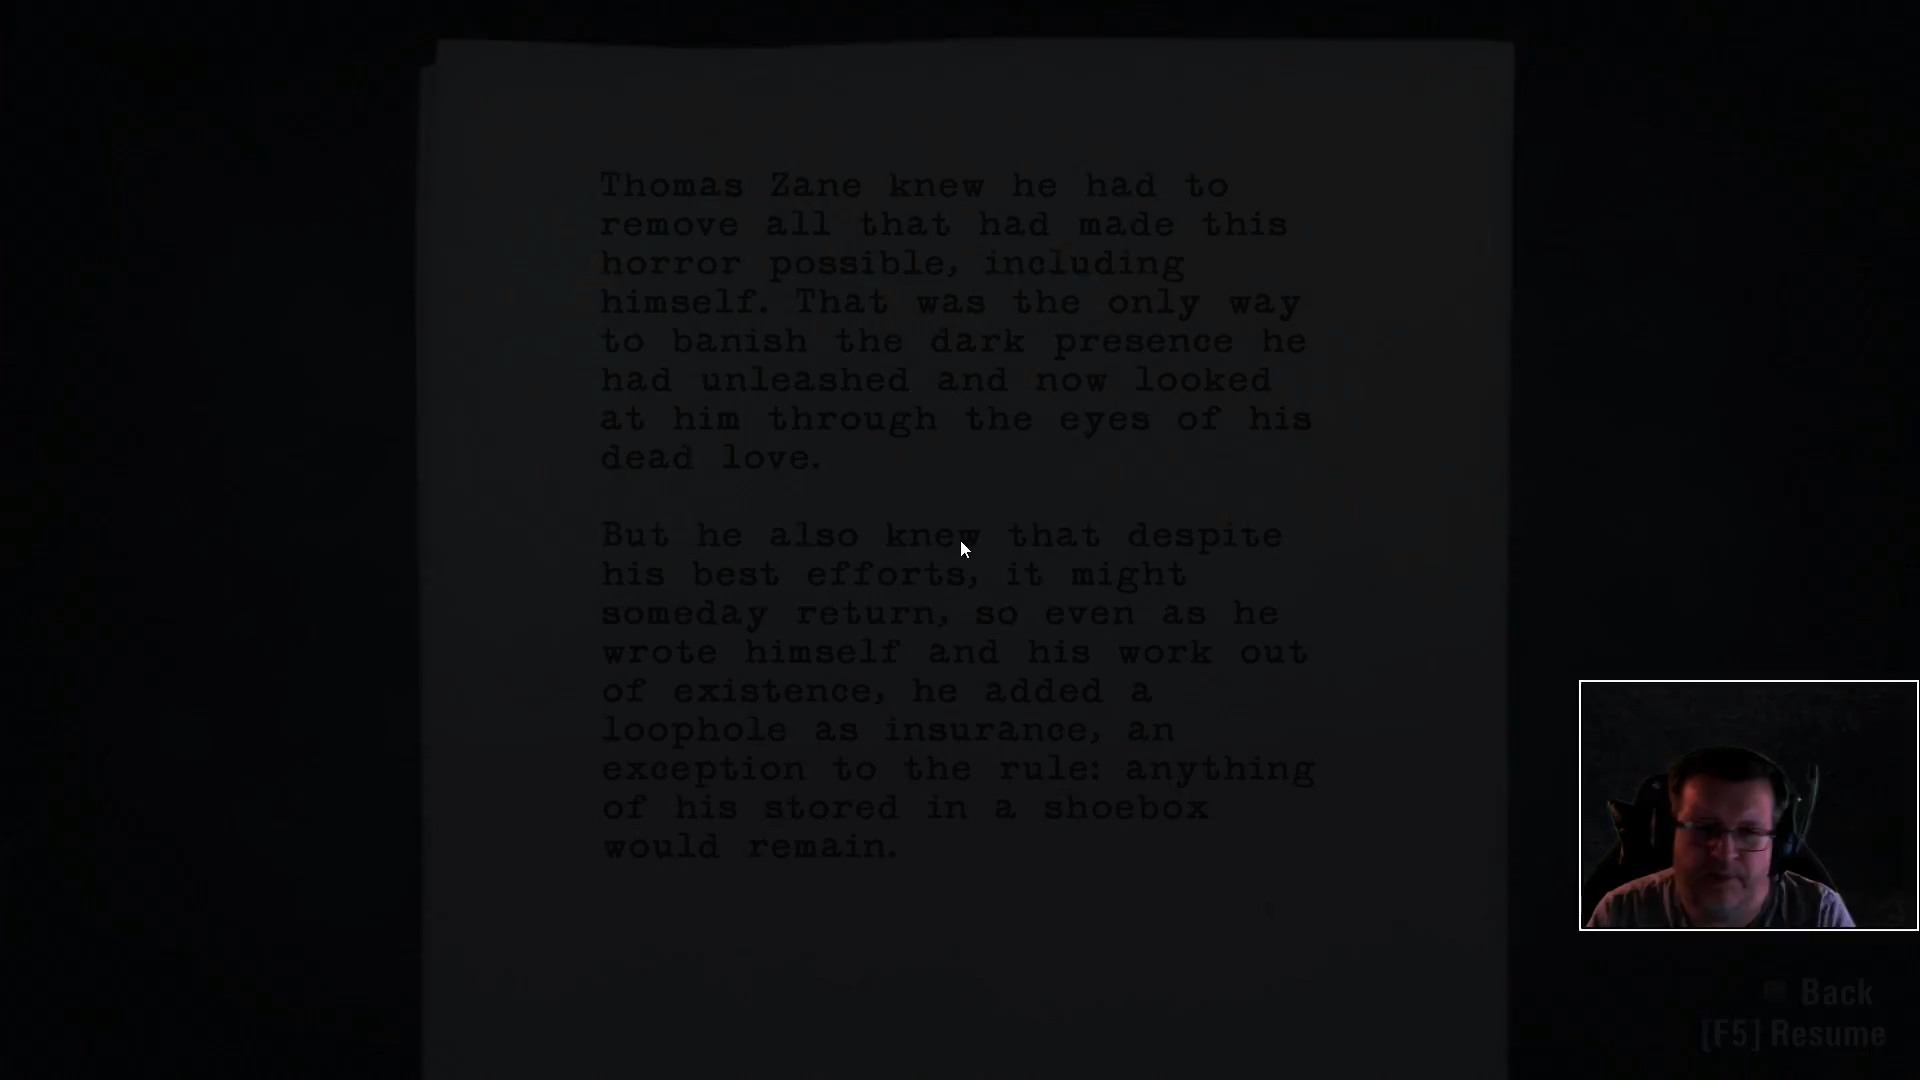 Thomas Zane knew he had to
remove all that had made this
horror possible, including
himself. That was the only way
to banish the dark presence he
had unleashed and now looked
at him through the eyes of his
dead love.
But he also knew that despite
his best efforts, it might
someday return, so even as he
wrote himself and his work out
of existence, he added a
loophole as insurance, an
exception to the rule: anything
of his stored in a shoebox
would remain.
Back
[F5] Resume